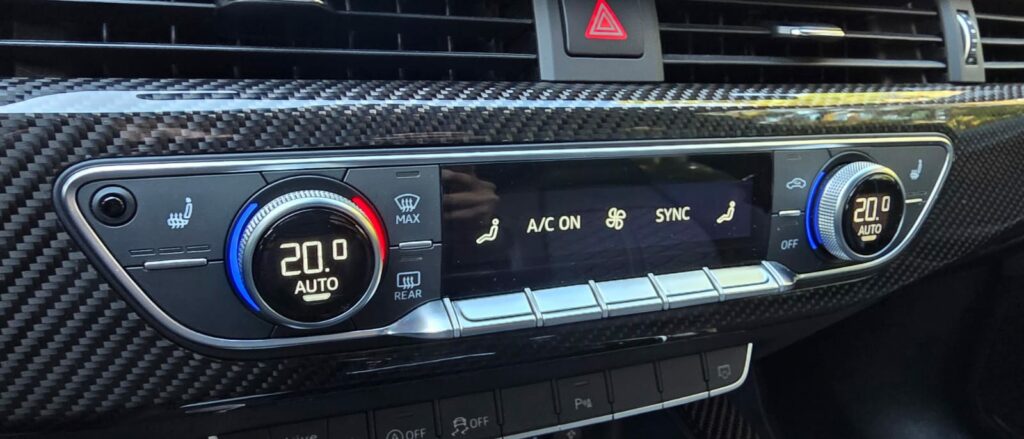 MAX
20.0
AUTO
REAR
A/C ON
SYNC
20.0
AUTO
OFF
OFF
OFF
P